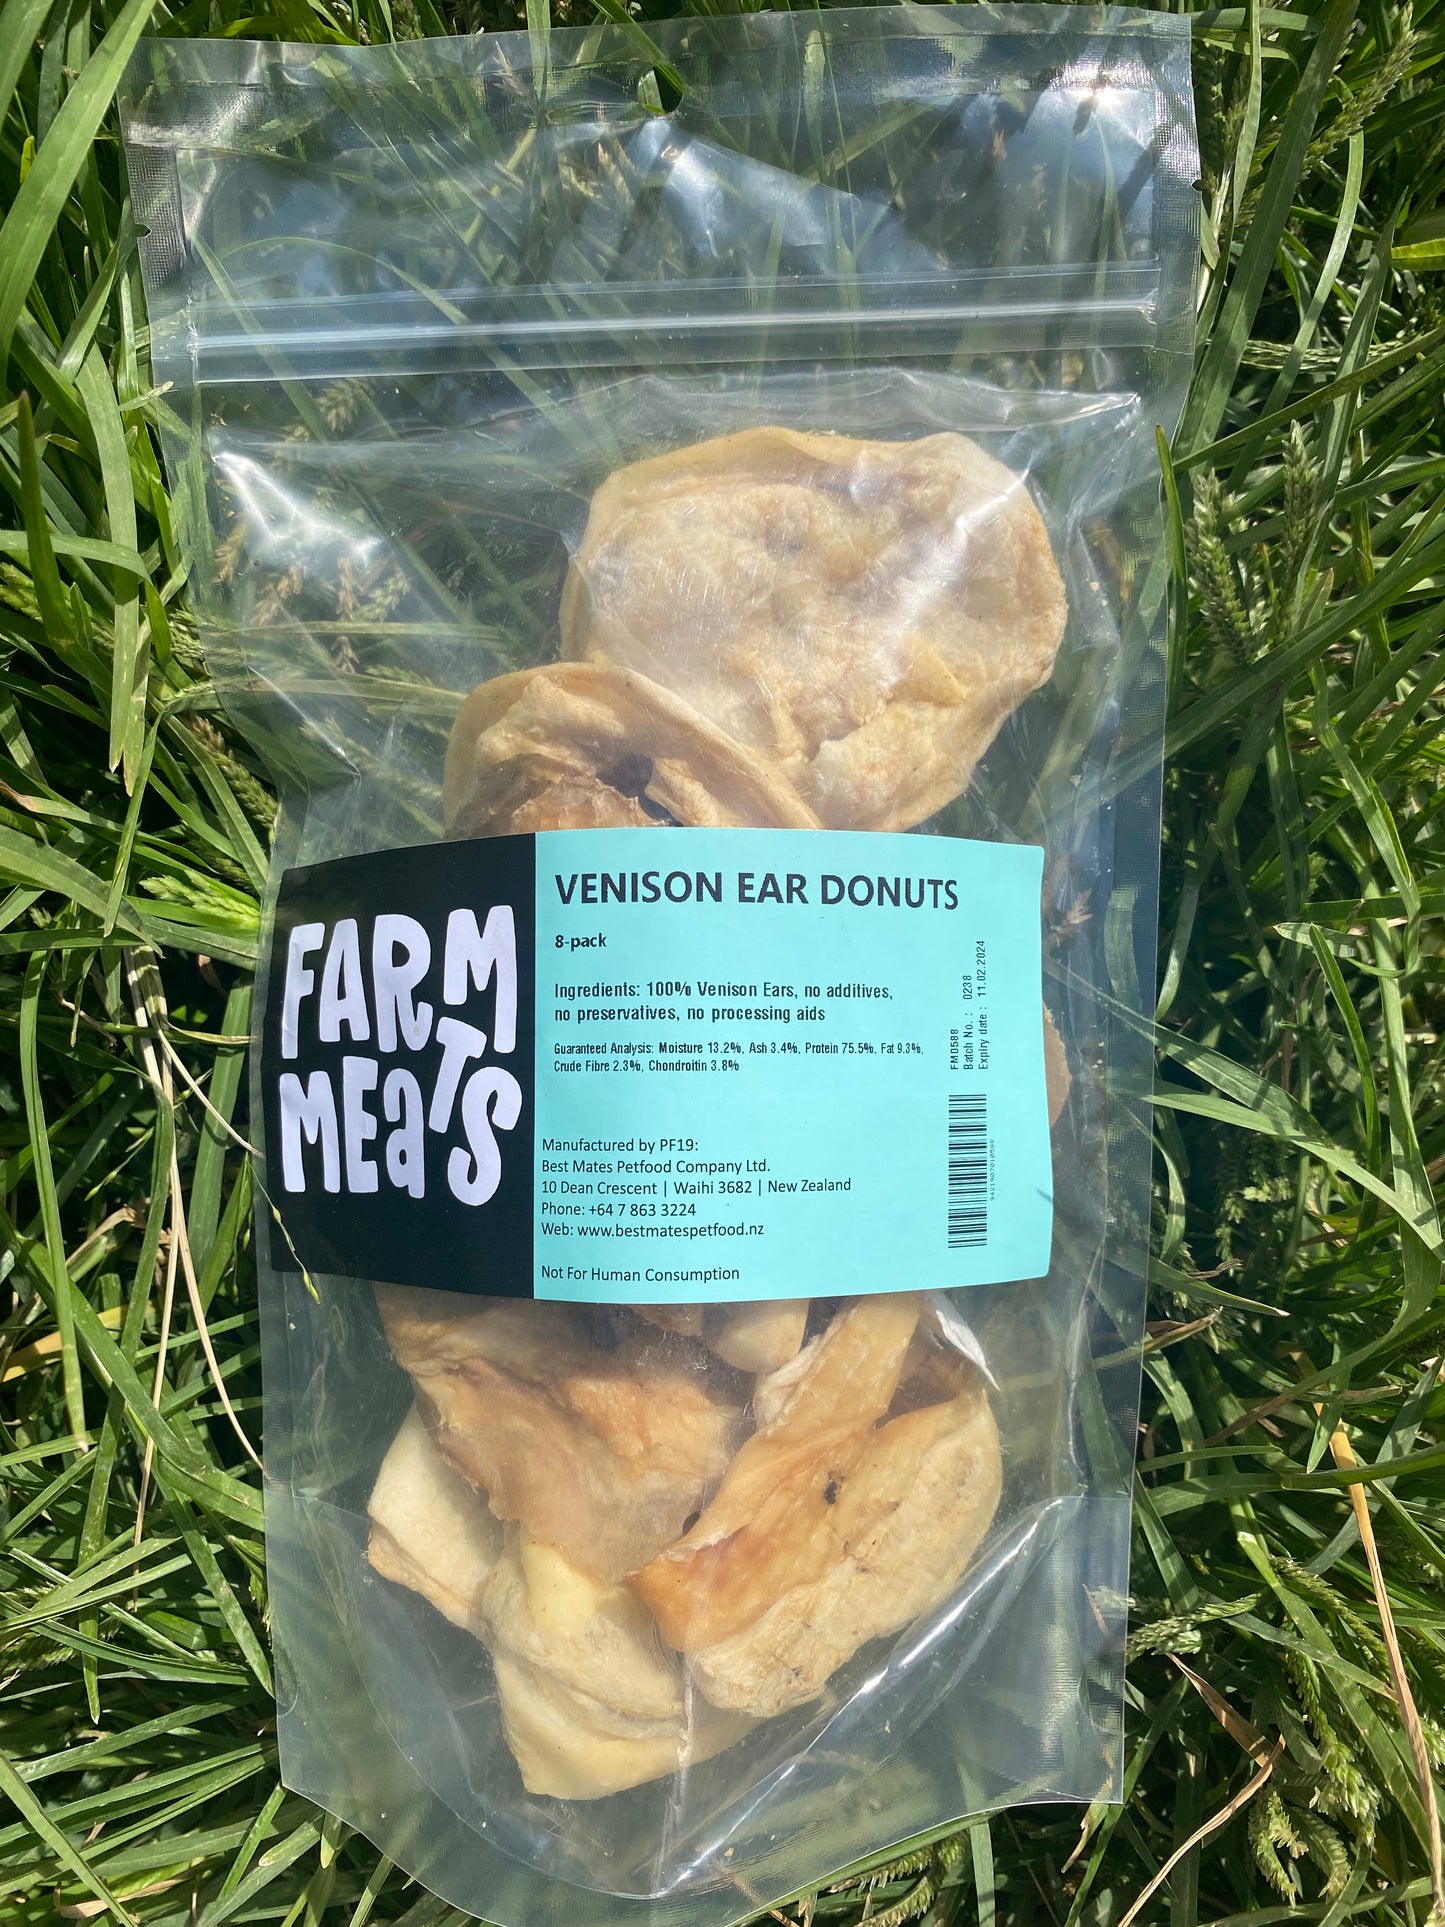 FARM
MEATS
VENISON EAR DONUTS
8-pack
Ingredients: 100% Venison Ears, no additives,
no preservatives, no processing aids
Guaranteed Analysis: Moisture 13.2%, Ash 3.4%, Protein 75.5%, Fat 9.3%,
Crude Fibre 2.3%, Chondroitin 3.8%
Manufactured by PF19:
Best Mates Petfood Company Ltd.
10 Dean Crescent | Waihi 3682 | New Zealand
Phone: +64 7 863 3224
Web: www.bestmatespetfood.nz
Not For Human Consumption
FM0588
Batch No. : 0238
Expiry date : 11.02.2024